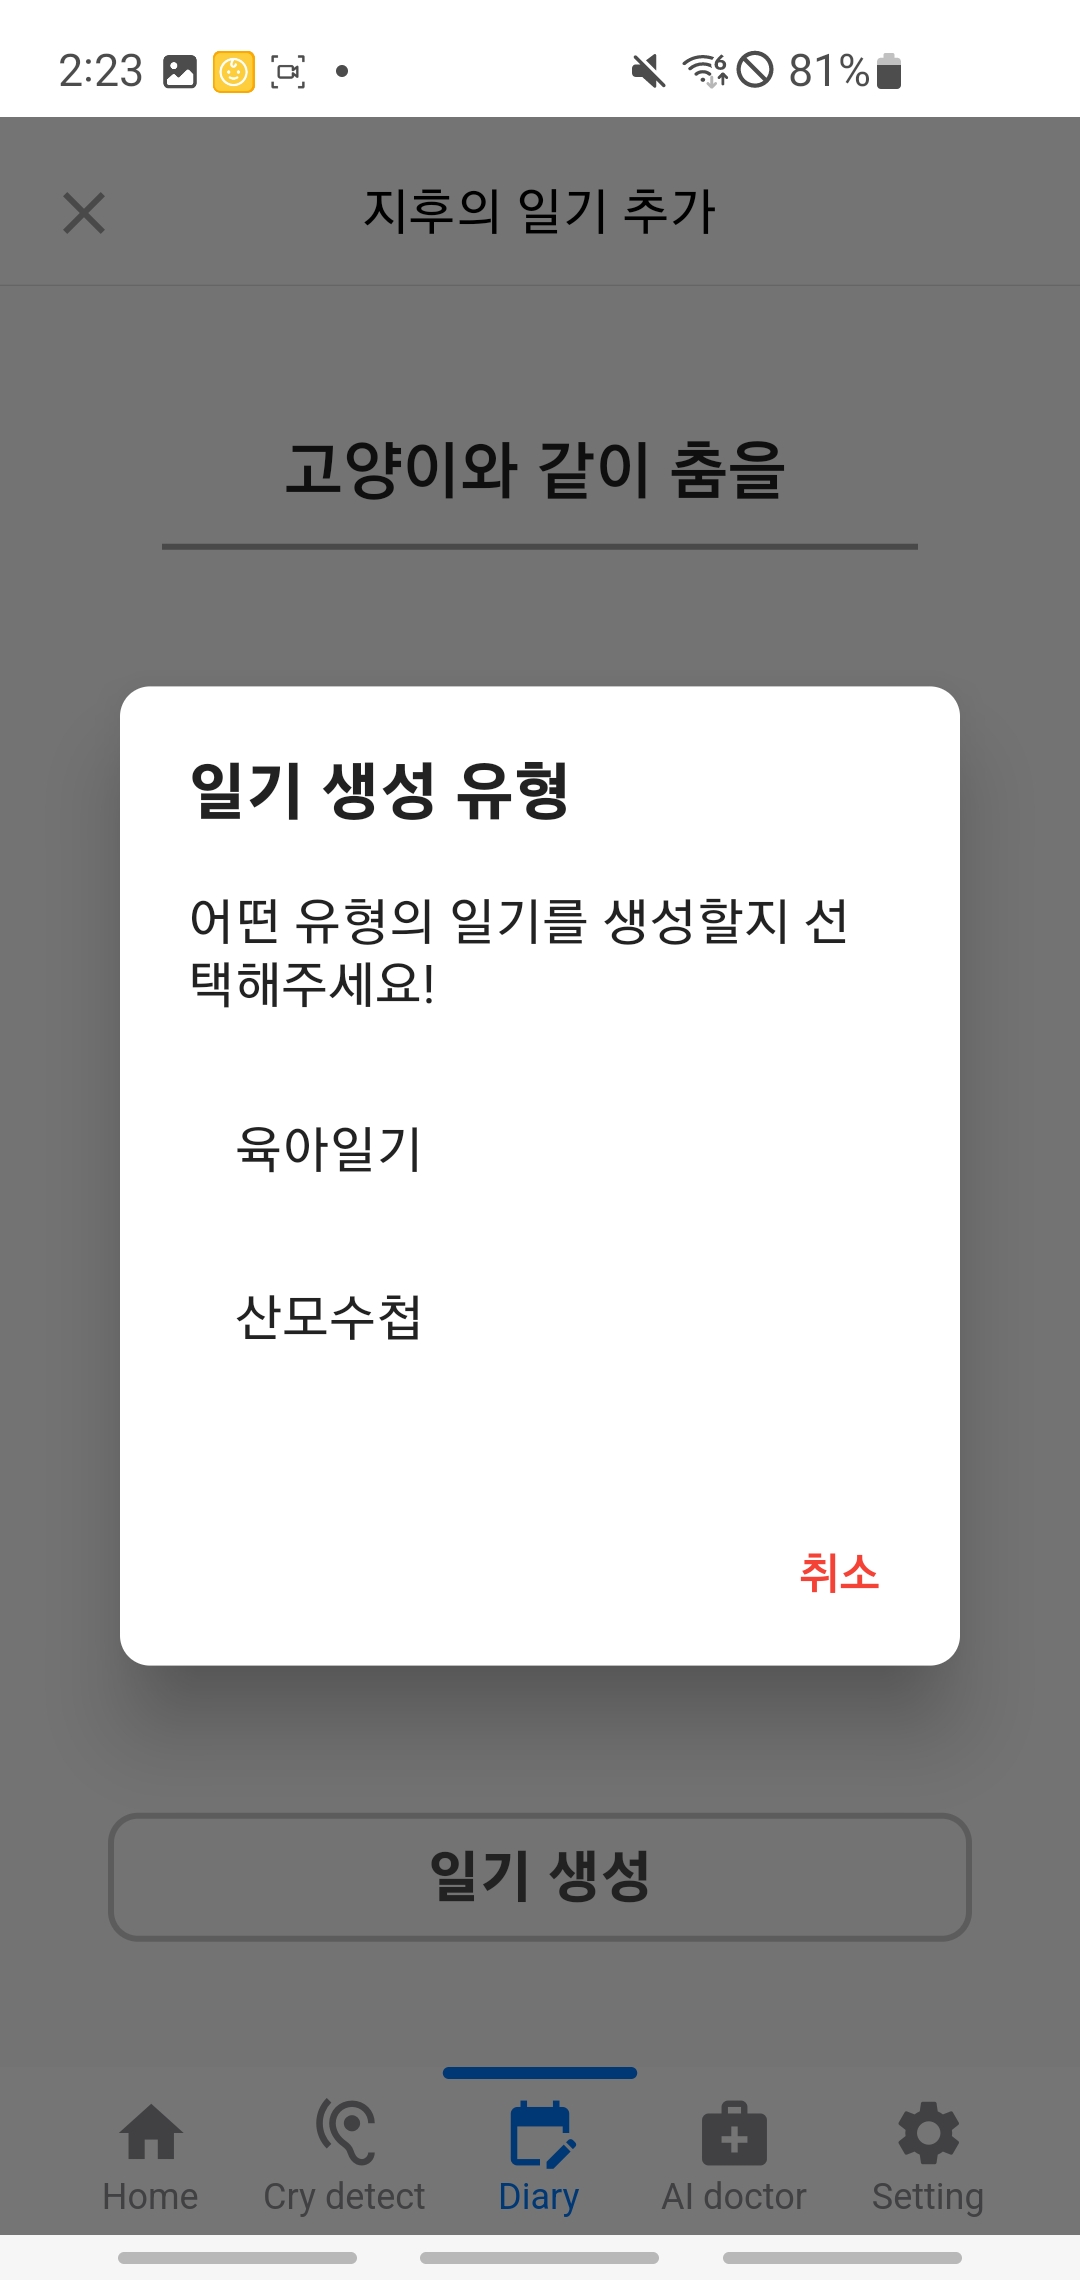 2:23
81%
지후의 일기 추가
고양이와 같이 춤을
일기 생성 유형
어떤 유형의 일기를 생성할지 선
택해주세요!
육아일기
산모수첩
취소
일기 생성
Home Cry detect Diary AI doctor Setting